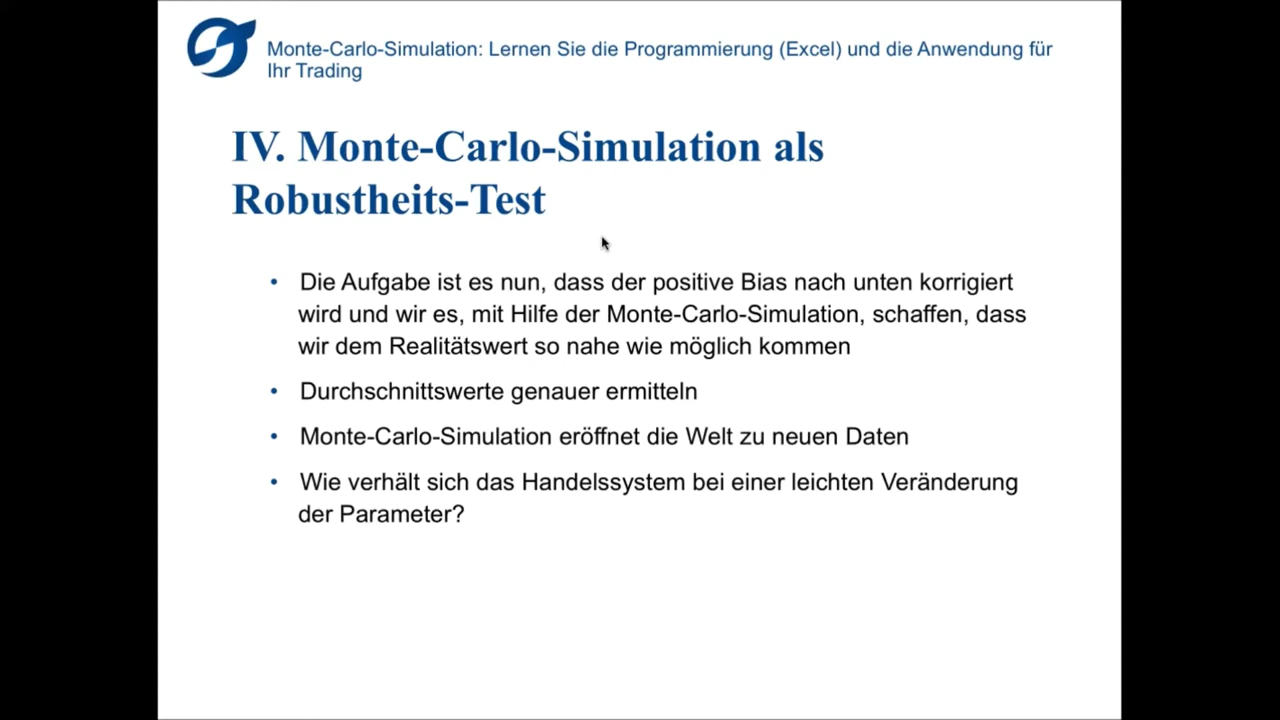 Monte-Carlo-Simulation: Lernen Sie die Programmierung (Excel) und die Anwendung für
Ihr Trading
IV. Monte-Carlo-Simulation als
Robustheits-Test
• Die Aufgabe ist es nun, dass der positive Bias nach unten korrigiert
wird und wir es, mit Hilfe der Monte-Carlo-Simulation, schaffen, dass
wir dem Realitätswert so nahe wie möglich kommen
• Durchschnittswerte genauer ermitteln
• Monte-Carlo-Simulation eröffnet die Welt zu neuen Daten
• Wie verhält sich das Handelssystem bei einer leichten Veränderung
der Parameter?